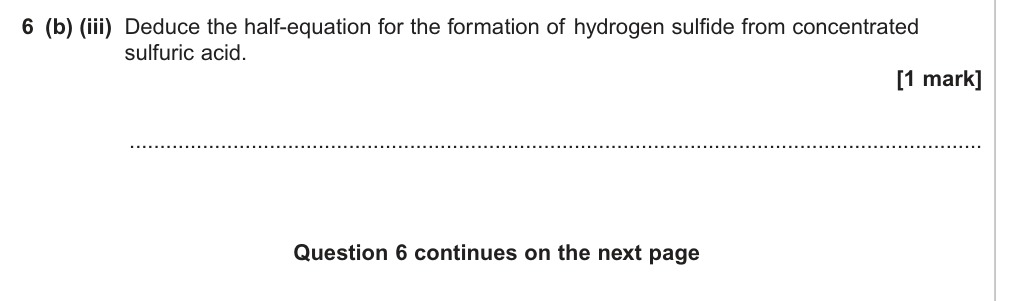 6 (b) (iii) Deduce the half-equation for the formation of hydrogen sulfide from concentrated
sulfuric acid.
[1 mark]
Question 6 continues on the next page